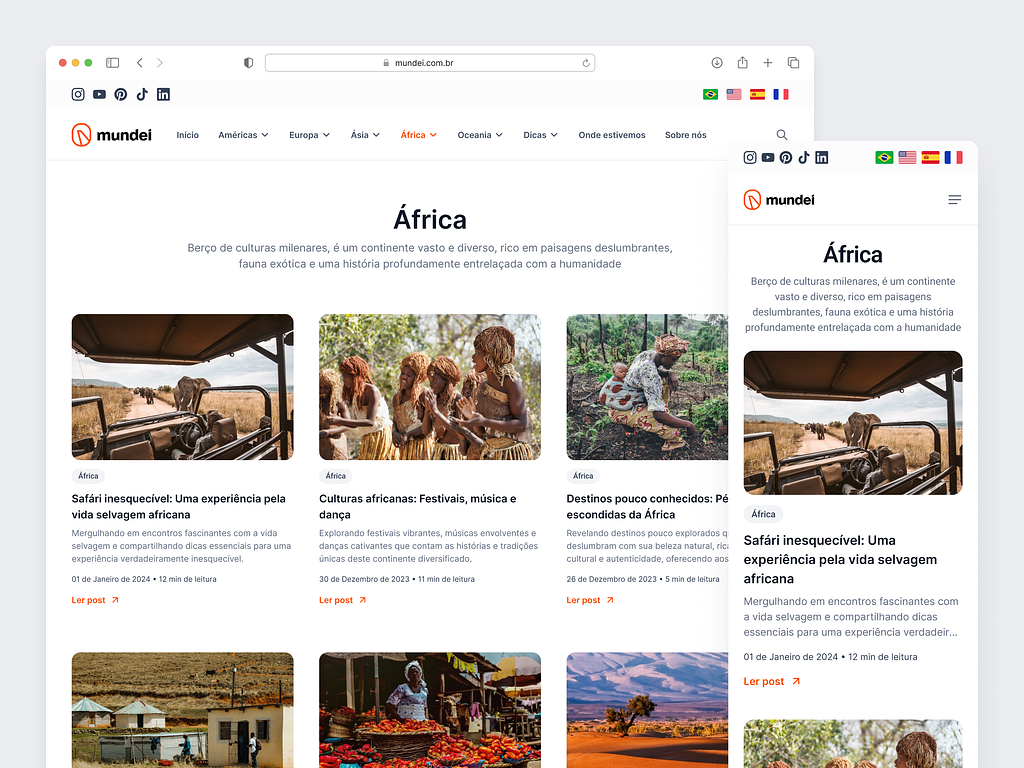 mundei.com.br
mundei
Início Américas Europa Ásia África Oceania Dicas Onde estivemos Sobre nós
África
Berço de culturas milenares, é um continente vasto e diverso, rico em paisagens deslumbrantes,
fauna exótica e uma história profundamente entrelaçada com a humanidade
África
Safári inesquecível: Uma experiência pela
vida selvagem africana
Mergulhando em encontros fascinantes com a vida
selvagem e compartilhando dicas essenciais para uma
experiência verdadeiramente inesquecível.
01 de Janeiro de 2024 • 12 min de leitura
Ler post
África
Culturas africanas: Festivais, música e
dança
Explorando festivais vibrantes, músicas envolventes e
danças cativantes que contam as histórias e tradições
únicas deste continente diversificado.
30 de Dezembro de 2023 • 11 min de leitura
Ler post
África
Destinos pouco conhecidos: Pé
escondidas da África
Revelando destinos pouco explorados q
deslumbram com sua beleza natural, ric
cultural e autenticidade, oferecendo aos
26 de Dezembro de 2023 • 5 min de leitura
Ler post
mundei
África
Berço de culturas milenares, é um continente
vasto e diverso, rico em paisagens
deslumbrantes, fauna exótica e uma história
profundamente entrelaçada com a humanidade
África
Safári inesquecível: Uma
experiência pela vida selvagem
africana
Mergulhando em encontros fascinantes com
a vida selvagem e compartilhando dicas
essenciais para uma experiência verdadeir...
01 de Janeiro de 2024 • 12 min de leitura
Ler post